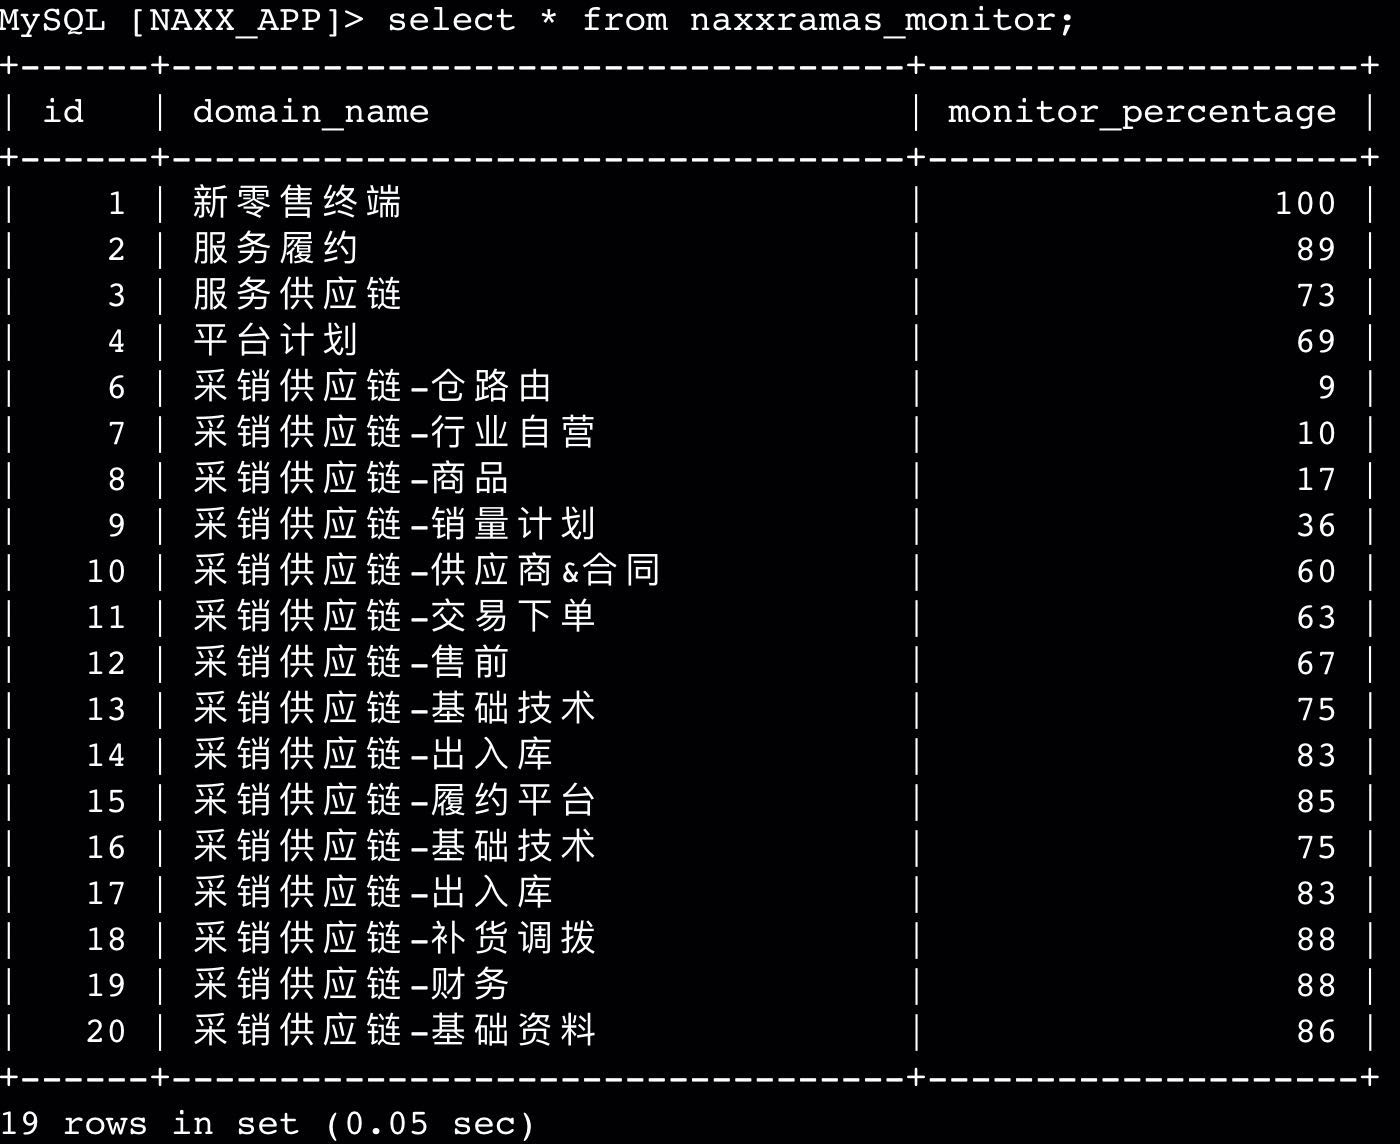 MySQL [NAXX_APP]> select * from naxxramas_monitor;
+------+----------------------------------+--------------------+
| id   | domain_name                      | monitor_percentage |
+------+----------------------------------+--------------------+
|    1 | 新零售终端                        |                100 |
|    2 | 服务履约                          |                 89 |
|    3 | 服务供应链                        |                 73 |
|    4 | 平台计划                          |                 69 |
|    6 | 采销供应链-仓路由                  |                  9 |
|    7 | 采销供应链-行业自营                |                 10 |
|    8 | 采销供应链-商品                    |                 17 |
|    9 | 采销供应链-销量计划                |                 36 |
|   10 | 采销供应链-供应商&合同             |                 60 |
|   11 | 采销供应链-交易下单                |                 63 |
|   12 | 采销供应链-售前                    |                 67 |
|   13 | 采销供应链-基础技术                |                 75 |
|   14 | 采销供应链-出入库                  |                 83 |
|   15 | 采销供应链-履约平台                |                 85 |
|   16 | 采销供应链-基础技术                |                 75 |
|   17 | 采销供应链-出入库                  |                 83 |
|   18 | 采销供应链-补货调拨                |                 88 |
|   19 | 采销供应链-财务                    |                 88 |
|   20 | 采销供应链-基础资料                |                 86 |
+------+----------------------------------+--------------------+
19 rows in set (0.05 sec)